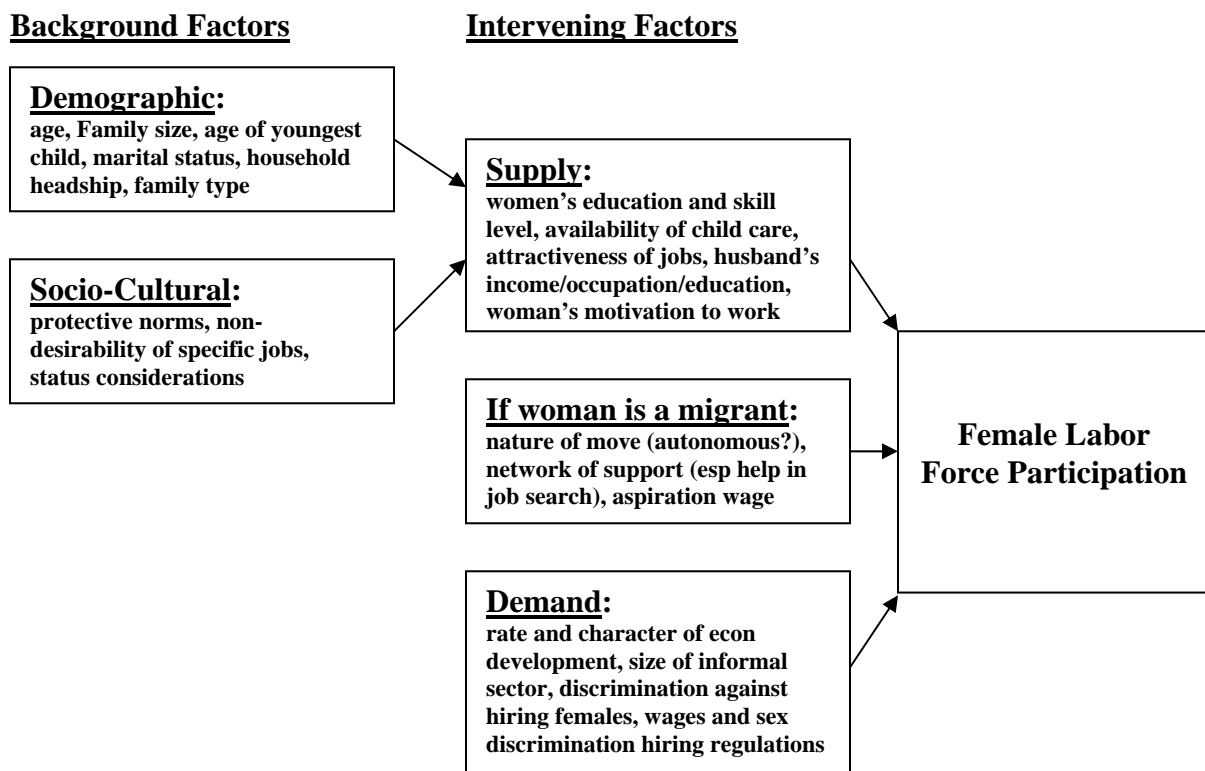 Background Factors
Intervening Factors
Demographic:
age, Family size, age of youngest
child, marital status, household
headship, family type
Socio-Cultural:
protective norms, non-
desirability of specific jobs,
status considerations
Supply:
women’s education and skill
level, availability of child care,
attractiveness of jobs, husband’s
income/occupation/education,
woman’s motivation to work
If woman is a migrant:
nature of move (autonomous?),
network of support (esp help in
job search), aspiration wage
Demand:
rate and character of econ
development, size of informal
sector, discrimination against
hiring females, wages and sex
discrimination hiring regulations
Female Labor
Force Participation